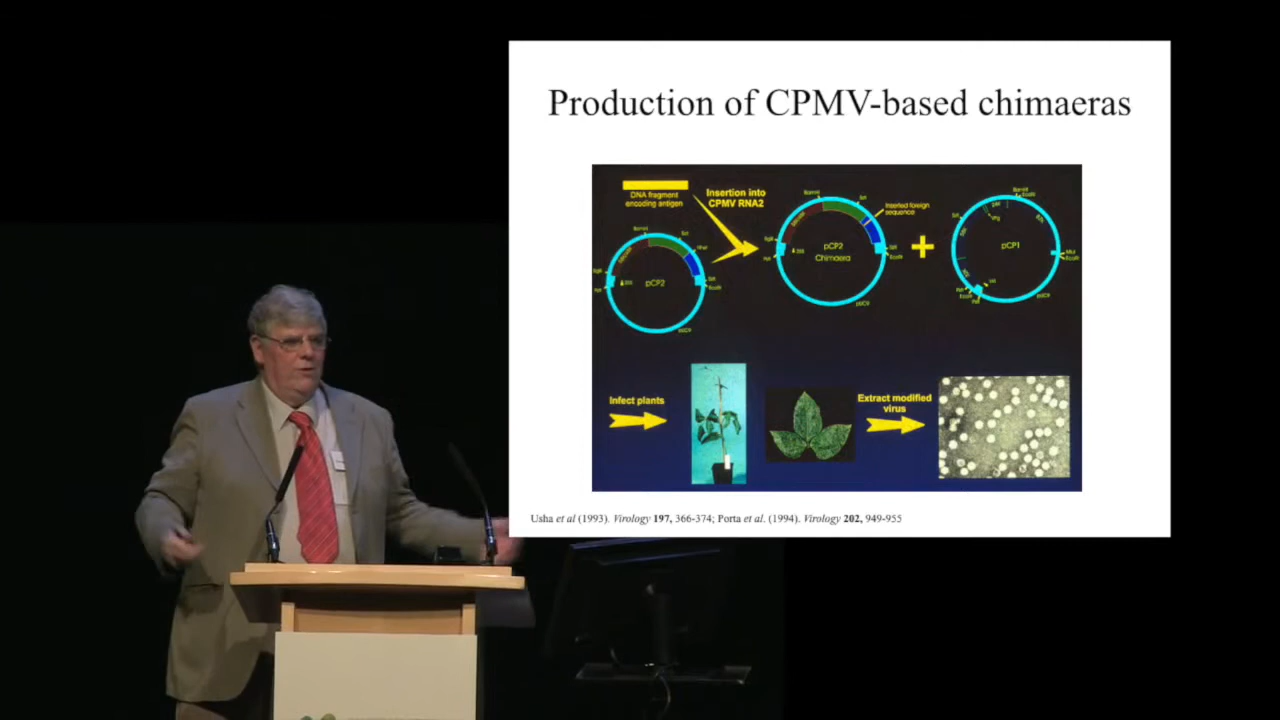 Production of CPMV-based chimaeras
DNA fragment
encoding antigen
Insertion into
CPMV RNA2
Inserted foreign
sequence
pCP2
pCP2
Chimaera
+
pCP1
Infect plants
Extract modified
virus
Usha et al (1993). Virology 197, 366-374; Porta et al. (1994). Virology 202, 949-955